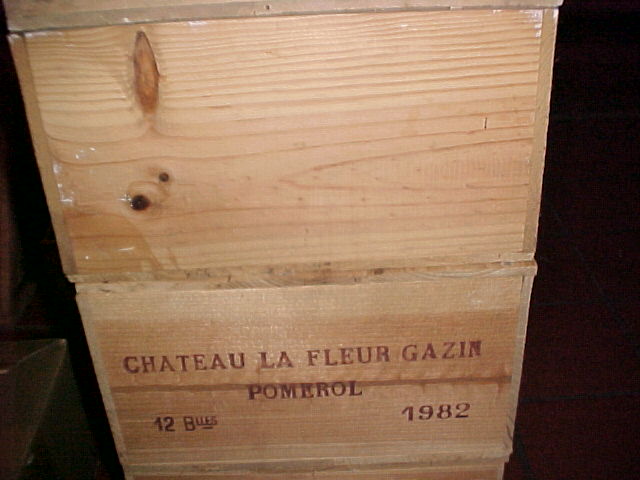 CHATEAU LA FLEUR GAZIN
POMEROL
12 Blles 1982